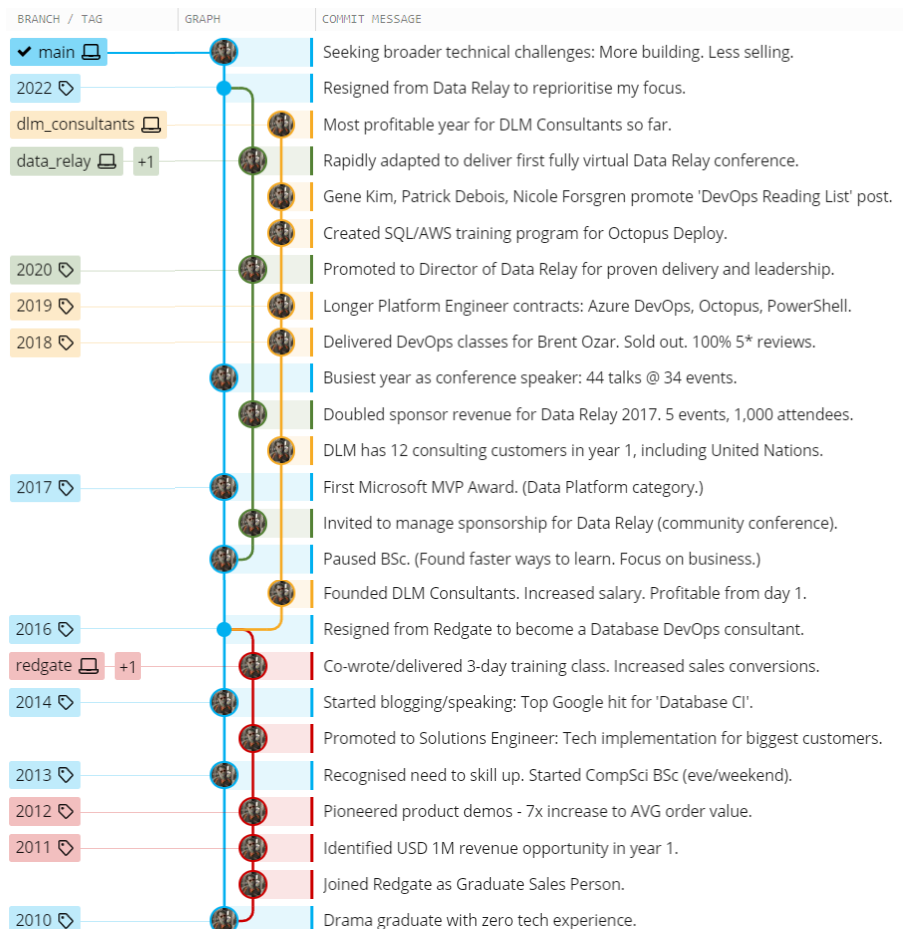 BRANCH / TAG GRAPH COMMIT MESSAGE
main Seeking broader technical challenges: More building. Less selling.
2022 Resigned from Data Relay to reprioritise my focus.
dlm_consultants Most profitable year for DLM Consultants so far.
data_relay +1 Rapidly adapted to deliver first fully virtual Data Relay conference.
Gene Kim, Patrick Debois, Nicole Forsgren promote 'DevOps Reading List' post.
Created SQL/AWS training program for Octopus Deploy.
2020 Promoted to Director of Data Relay for proven delivery and leadership.
2019 Longer Platform Engineer contracts: Azure DevOps, Octopus, PowerShell.
2018 Delivered DevOps classes for Brent Ozar. Sold out. 100% 5* reviews.
Busiest year as conference speaker: 44 talks @ 34 events.
Doubled sponsor revenue for Data Relay 2017. 5 events, 1,000 attendees.
DLM has 12 consulting customers in year 1, including United Nations.
2017 First Microsoft MVP Award. (Data Platform category.)
Invited to manage sponsorship for Data Relay (community conference).
Paused BSc. (Found faster ways to learn. Focus on business.)
Founded DLM Consultants. Increased salary. Profitable from day 1.
2016 Resigned from Redgate to become a Database DevOps consultant.
redgate +1 Co-wrote/delivered 3-day training class. Increased sales conversions.
2014 Started blogging/speaking: Top Google hit for 'Database CI'.
Promoted to Solutions Engineer: Tech implementation for biggest customers.
2013 Recognised need to skill up. Started CompSci BSc (eve/weekend).
2012 Pioneered product demos - 7x increase to AVG order value.
2011 Identified USD 1M revenue opportunity in year 1.
Joined Redgate as Graduate Sales Person.
2010 Drama graduate with zero tech experience.